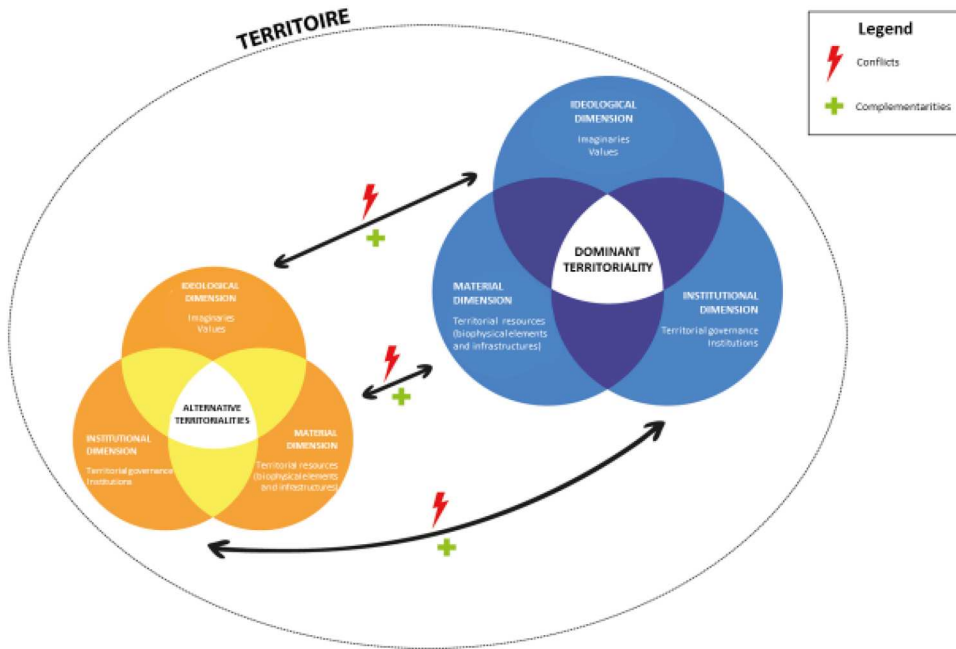 TERRITOIRE
Legend
Conflicts
Complementarities
IDEOLOGICAL
DIMENSION
Imaginaries
Values
DOMINANT
TERRITORIALITY
MATERIAL
DIMENSION
Territorial resources
(biophysical elements
and infrastructures)
INSTITUTIONAL
DIMENSION
Territorial governance
Institutions
IDEOLOGICAL
DIMENSION
Imaginaries
Values
ALTERNATIVE
TERRITORIALITIES
INSTITUTIONAL
DIMENSION
Territorial governance
Institutions
MATERIAL
DIMENSION
Territorial resources
(biophysical elements
and infrastructures)